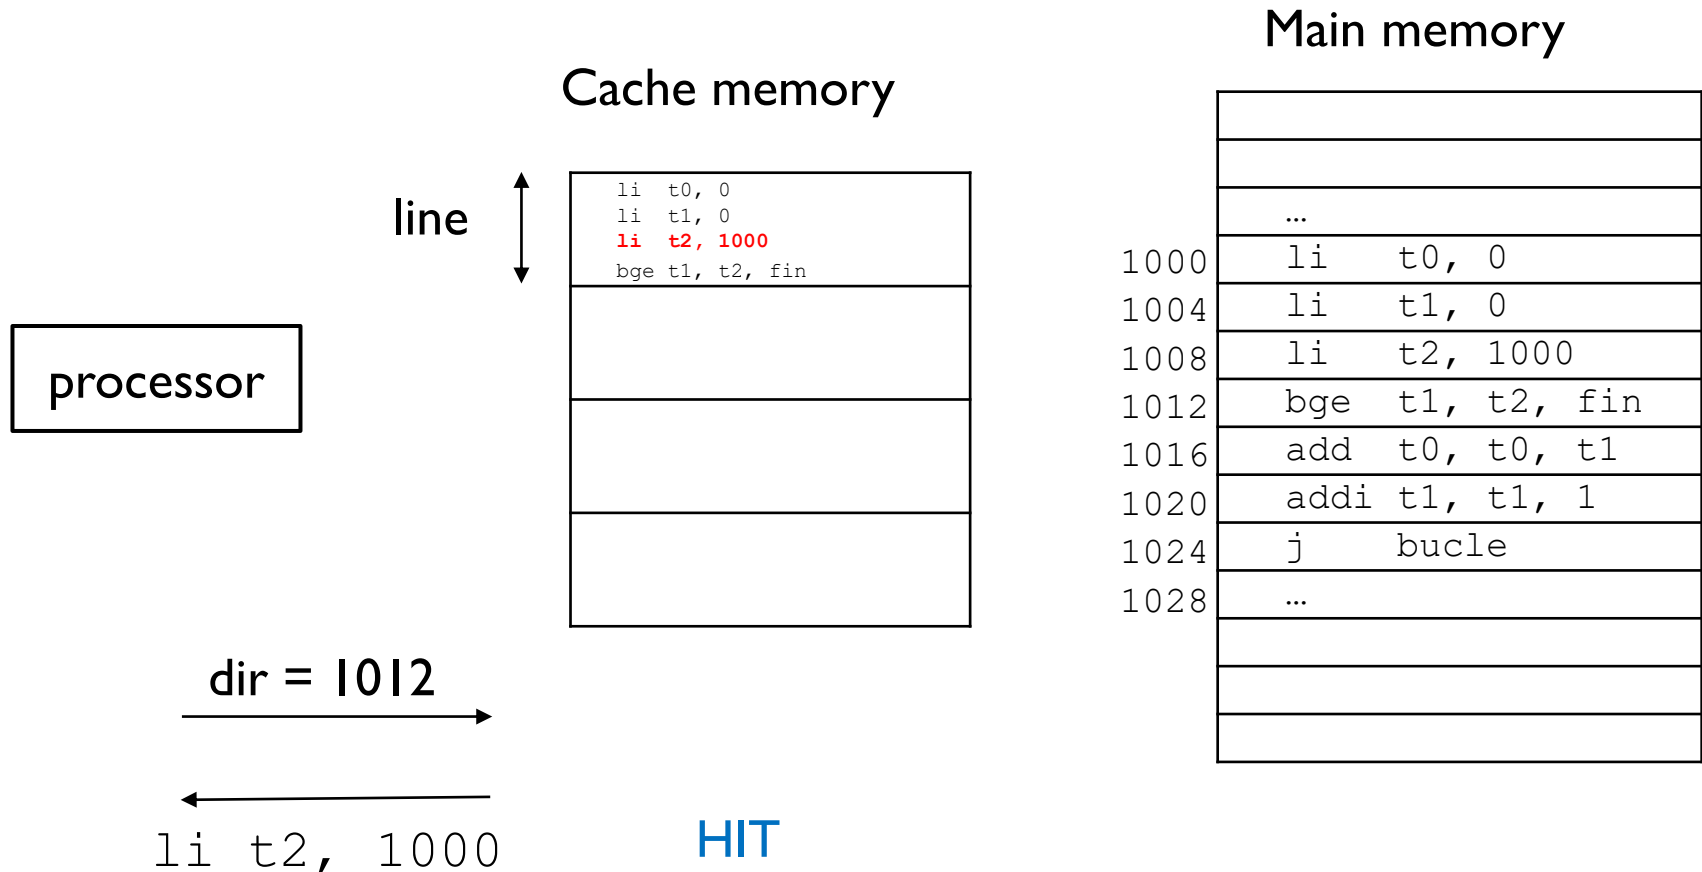 Main memory
Cache memory
line
li t0, 0
li t1, 0
li t2, 1000
bge t1, t2, fin
processor
…
1000 li t0, 0
1004 li t1, 0
1008 li t2, 1000
1012 bge t1, t2, fin
1016 add t0, t0, t1
1020 addi t1, t1, 1
1024 j bucle
1028 …
dir = 1012
li t2, 1000
HIT